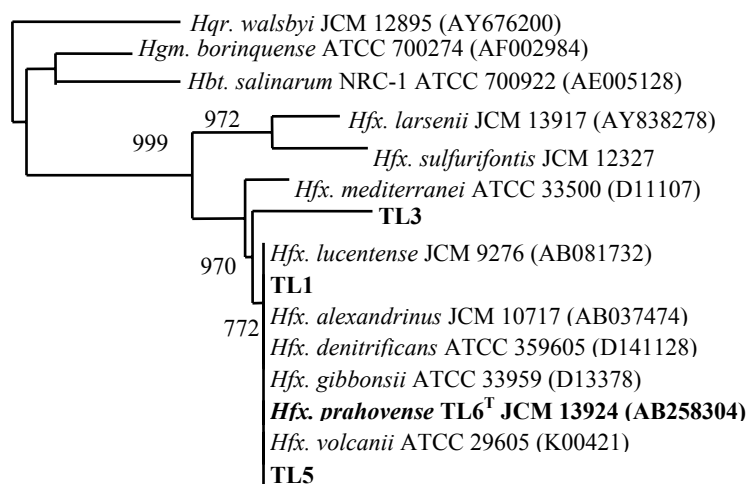 Hqr. walsbyi JCM 12895 (AY676200)
Hgm. borinquense ATCC 700274 (AF002984)
Hbt. salinarum NRC-1 ATCC 700922 (AE005128)
972
Hfx. larsenii JCM 13917 (AY838278)
999
Hfx. sulfurifontis JCM 12327
Hfx. mediterranei ATCC 33500 (D11107)
TL3
Hfx. lucentense JCM 9276 (AB081732)
970
TL1
Hfx. alexandrinus JCM 10717 (AB037474)
772
Hfx. denitrificans ATCC 359605 (D141128)
Hfx. gibbonsii ATCC 33959 (D13378)
Hfx. prahovense TL6ᵀ JCM 13924 (AB258304)
Hfx. volcanii ATCC 29605 (K00421)
TL5